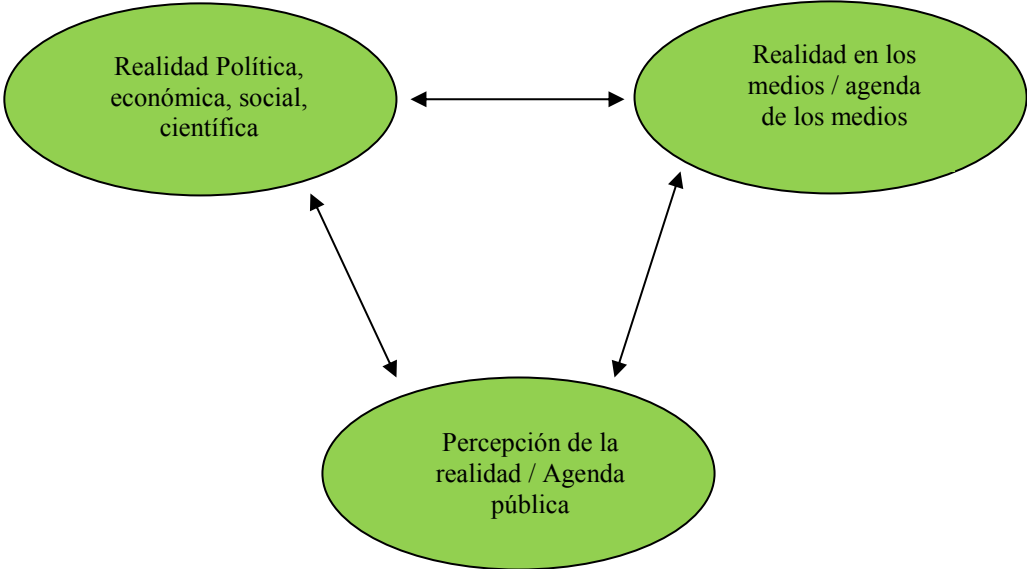 Realidad Política,
económica, social,
científica
Realidad en los
medios / agenda
de los medios
Percepción de la
realidad / Agenda
pública